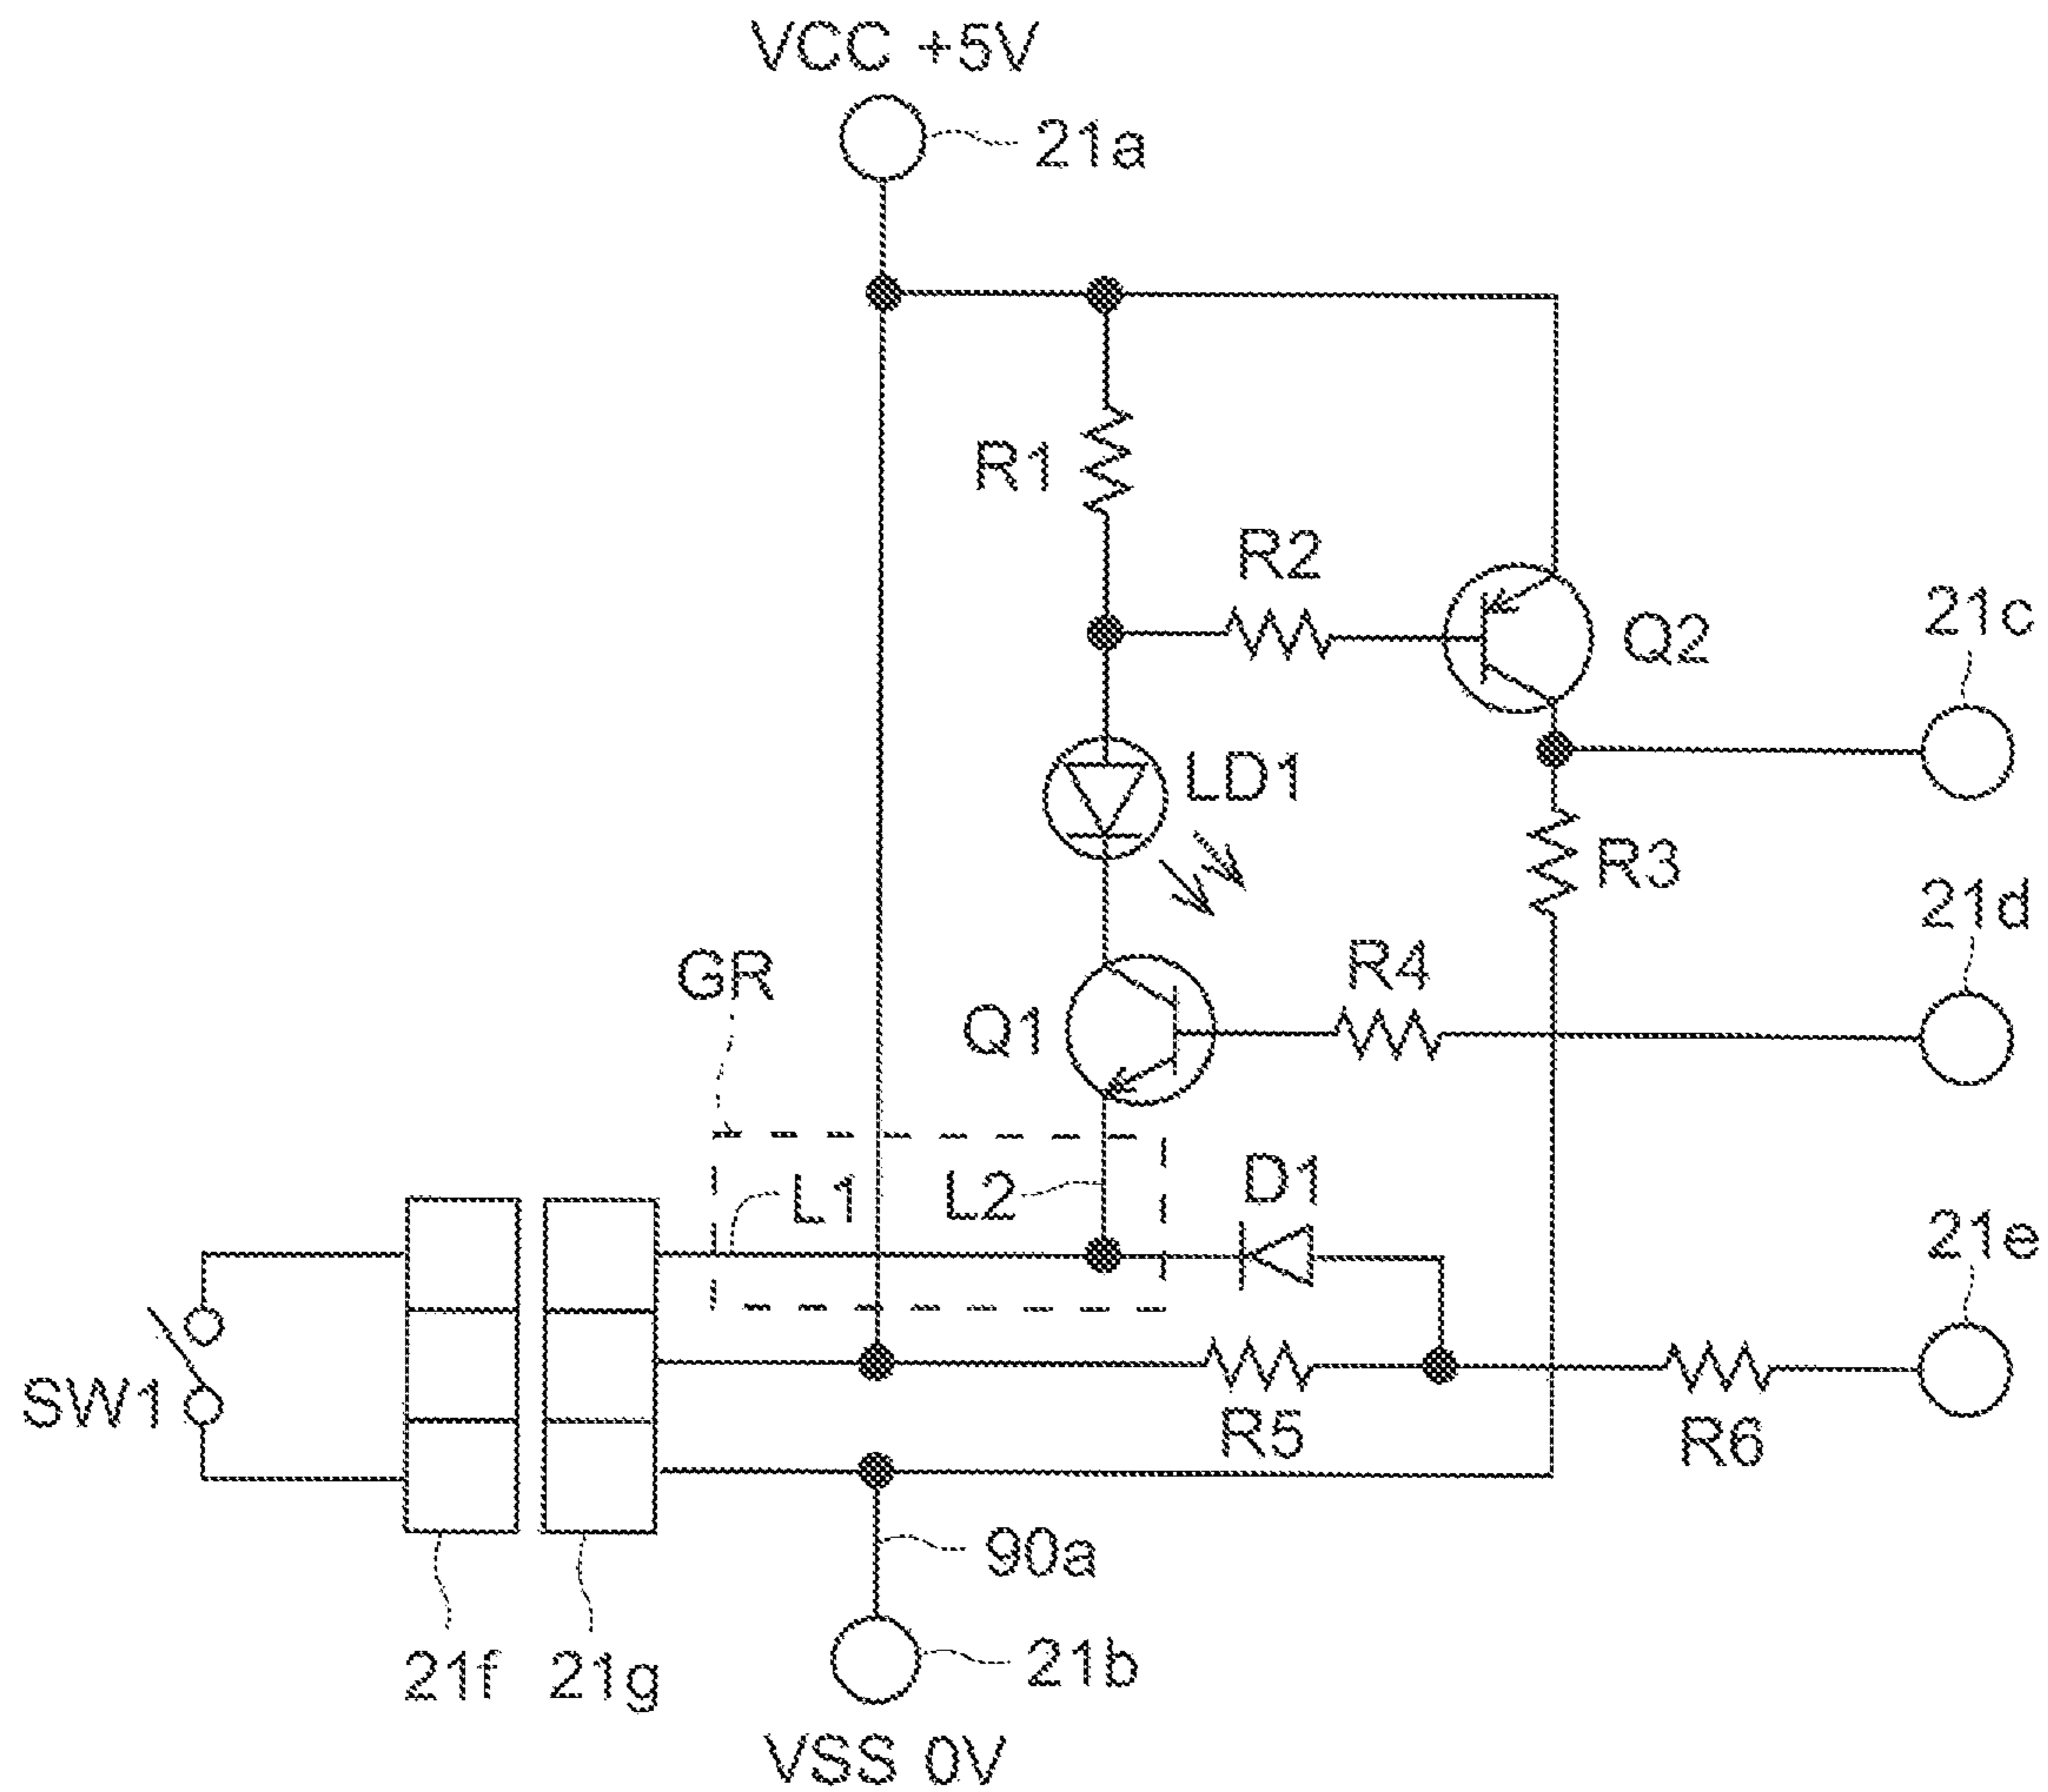 VCC +5V
21a
R1
R2
Q2
21c
LD1
R3
21d
GR
R4
Q1
L1
L2
D1
21e
SW1
R5
R6
90a
21f
21g
21b
VSS 0V